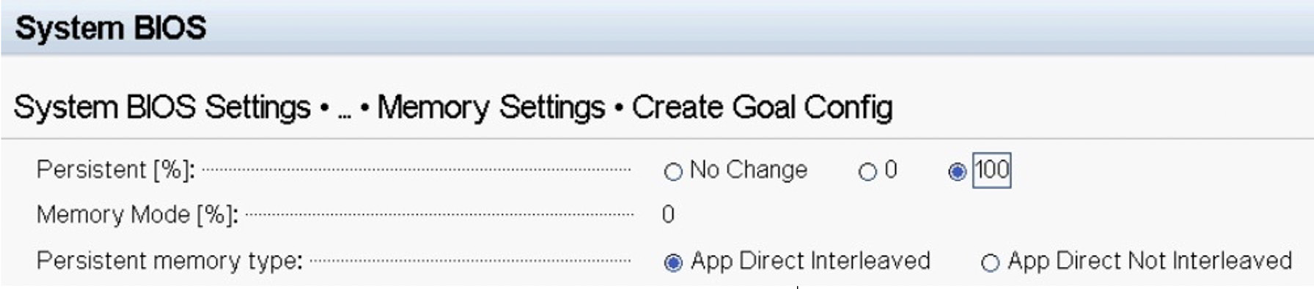 System BIOS
System BIOS Settings • ... • Memory Settings • Create Goal Config
Persistent [%]: No Change 0 100
Memory Mode [%]: 0
Persistent memory type: App Direct Interleaved App Direct Not Interleaved